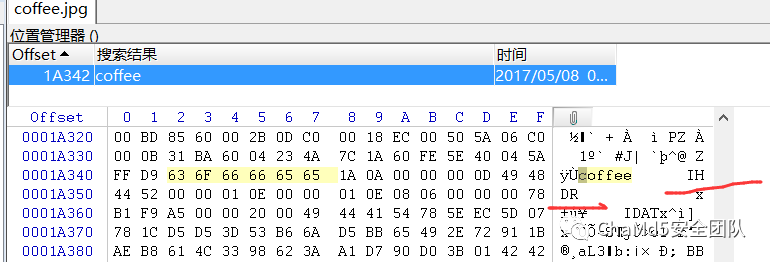 coffee.jpg
位置管理器 ()
Offset 搜索结果 时间
1A342 coffee 2017/05/08 0...
Offset 0 1 2 3 4 5 6 7 8 9 A B C D E F
0001A320 00 BD 85 60 00 2B 0D C0 00 18 EC 00 50 5A 06 C0 ½ ` + À ì PZ À
0001A330 00 0B 31 BA 60 04 23 4A 7C 1A 60 FE 5E 40 04 5A 1º` #J| `þ^@ Z
0001A340 FF D9 63 6F 66 66 65 65 1A 0A 00 00 00 0D 49 48 ÿÙcoffee IH
0001A350 44 52 00 00 01 0E 00 00 01 0E 08 06 00 00 00 78 DR x
0001A360 B1 F9 A5 00 00 20 00 49 44 41 54 78 5E EC 5D 07 ±ù¥ IDATx^ì]
0001A370 78 1C D5 D5 3D 53 B6 6A D5 BB 65 49 2E 72 91 1B
0001A380 AE B8 61 4C 33 98 62 3A A1 D7 90 D0 3B 01 42 42
Sha1Md5安全团队